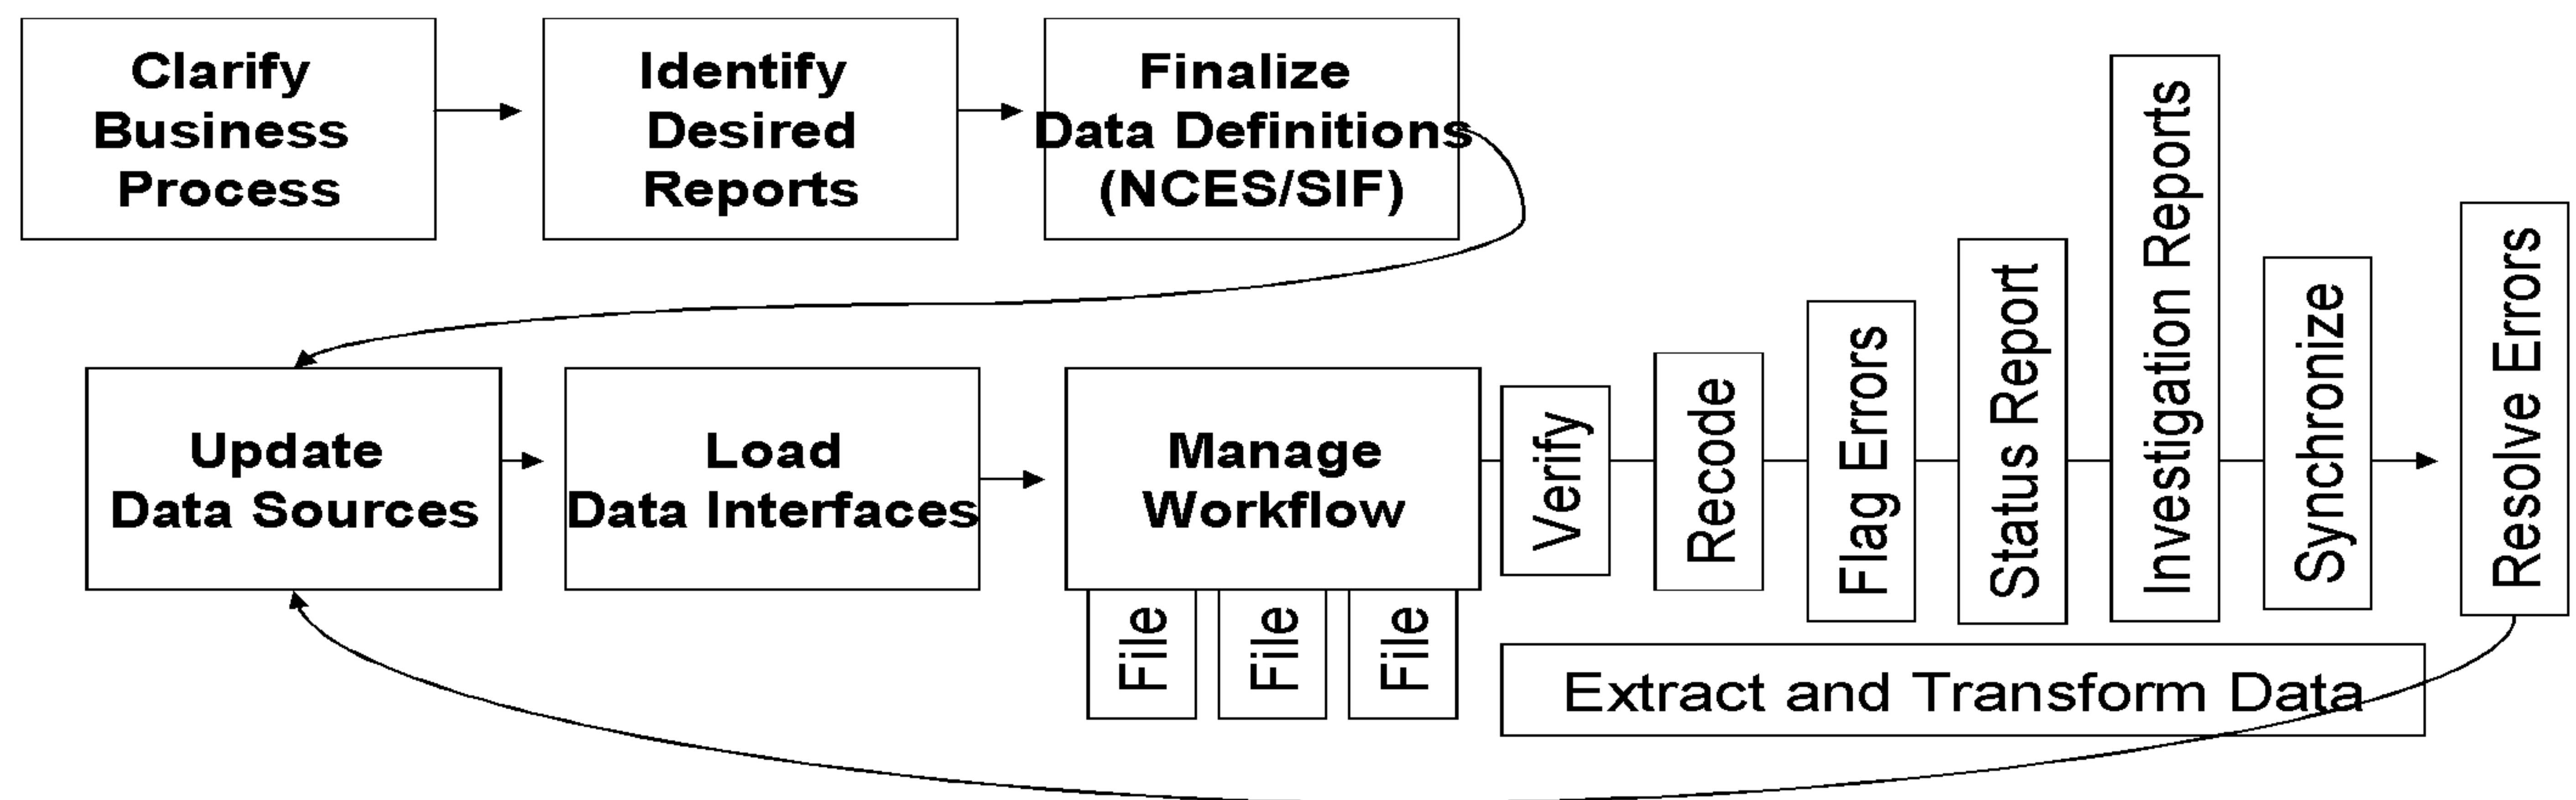 Clarify
Business
Process
Identify
Desired
Reports
Finalize
Data Definitions
(NCES/SIF)
Update
Data Sources
Load
Data Interfaces
Manage
Workflow
File
File
File
Verify
Recode
Flag Errors
Status Report
Investigation Reports
Synchronize
Resolve Errors
Extract and Transform Data